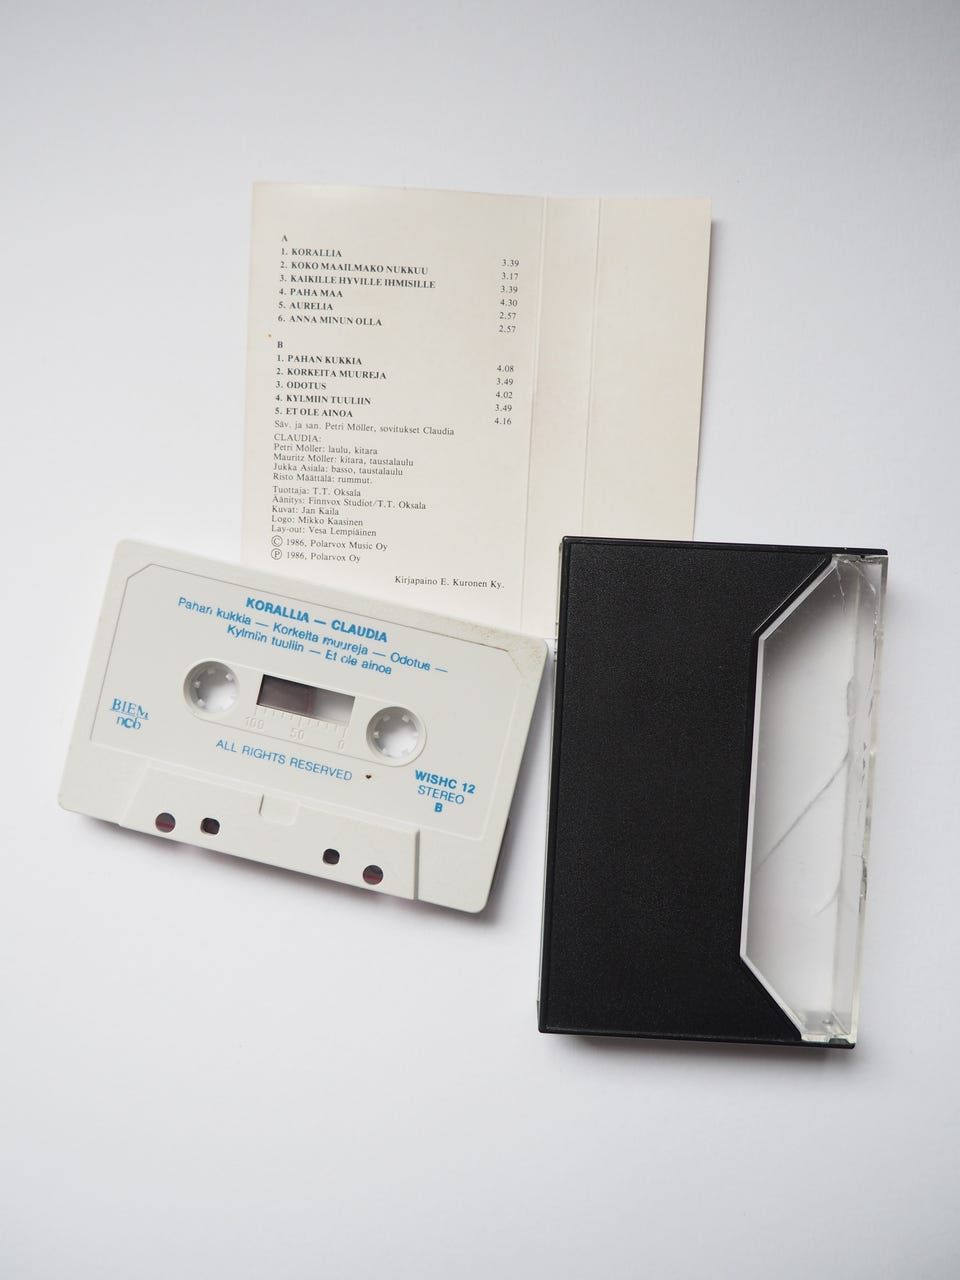 A
1. KORALLIA 3.39
2. KOKO MAAILMAKO NUKKUU 3.17
3. KAIKILLE HYVILLE IHMISILLE 3.39
4. PAHA MAA 4.30
5. AURELIA 2.57
6. ANNA MINUN OLLA 2.57
B
1. PAHAN KUKKIA 4.08
2. KORKEITA MUUREJA 3.49
3. ODOTUS 4.02
4. KYLMIIN TUULIIN 3.49
5. ET OLE AINOA 4.16
Säv. ja san. Petri Möller, sovitukset Claudia
CLAUDIA:
Petri Möller: laulu, kitara
Mauritz Möller: kitara, taustalaulu
Jukka Asiala: basso, taustalaulu
Risto Määttälä: rummut.
Tuottaja: T.T. Oksala
Äänitys: Finnvox Studiot/T.T. Oksala
Kuvat: Jan Kaila
Logo: Mikko Kaasinen
Lay-out: Vesa Lempiäinen
© 1986, Polarvox Music Oy
℗ 1986, Polarvox Oy
Kirjapaino E. Kuronen Ky.
KORALLIA — CLAUDIA
Pahan kukkia — Korkeita muureja — Odotus —
Kylmiin tuuliin — Et ole ainoa
BIEM
ncb
100 50 0
ALL RIGHTS RESERVED
WISHC 12
STEREO
B